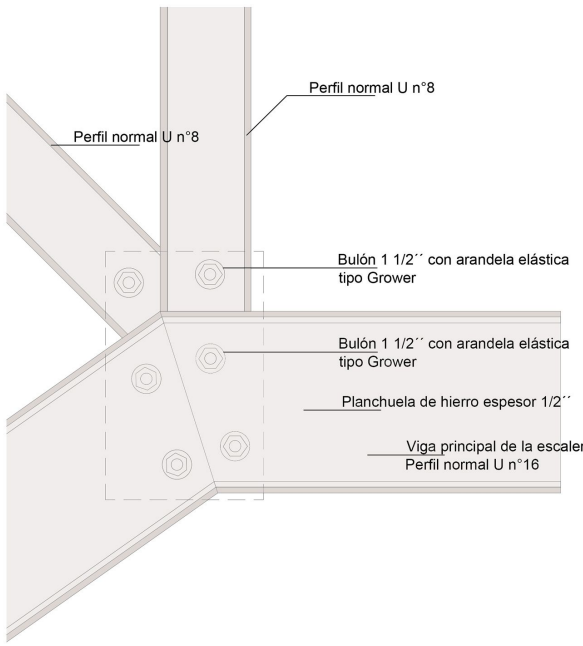 Perfil normal U n°8
Perfil normal U n°8
Bulón 1 1/2´´ con arandela elástica
tipo Grower
Bulón 1 1/2´´ con arandela elástica
tipo Grower
Planchuela de hierro espesor 1/2´´
Viga principal de la escaler
Perfil normal U n°16